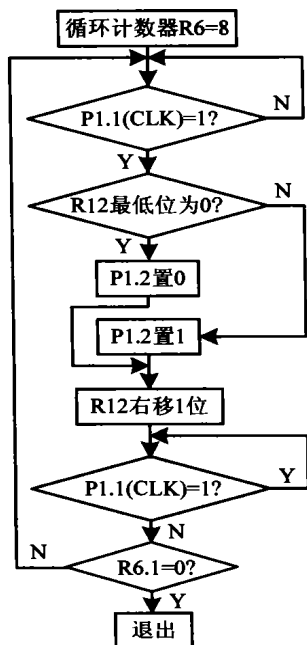 循环计数器R6=8
P1.1(CLK)=1?
N
Y
R12最低位为0?
N
Y
P1.2置0
P1.2置1
R12右移1位
P1.1(CLK)=1?
Y
N
R6.1=0?
N
Y
退出